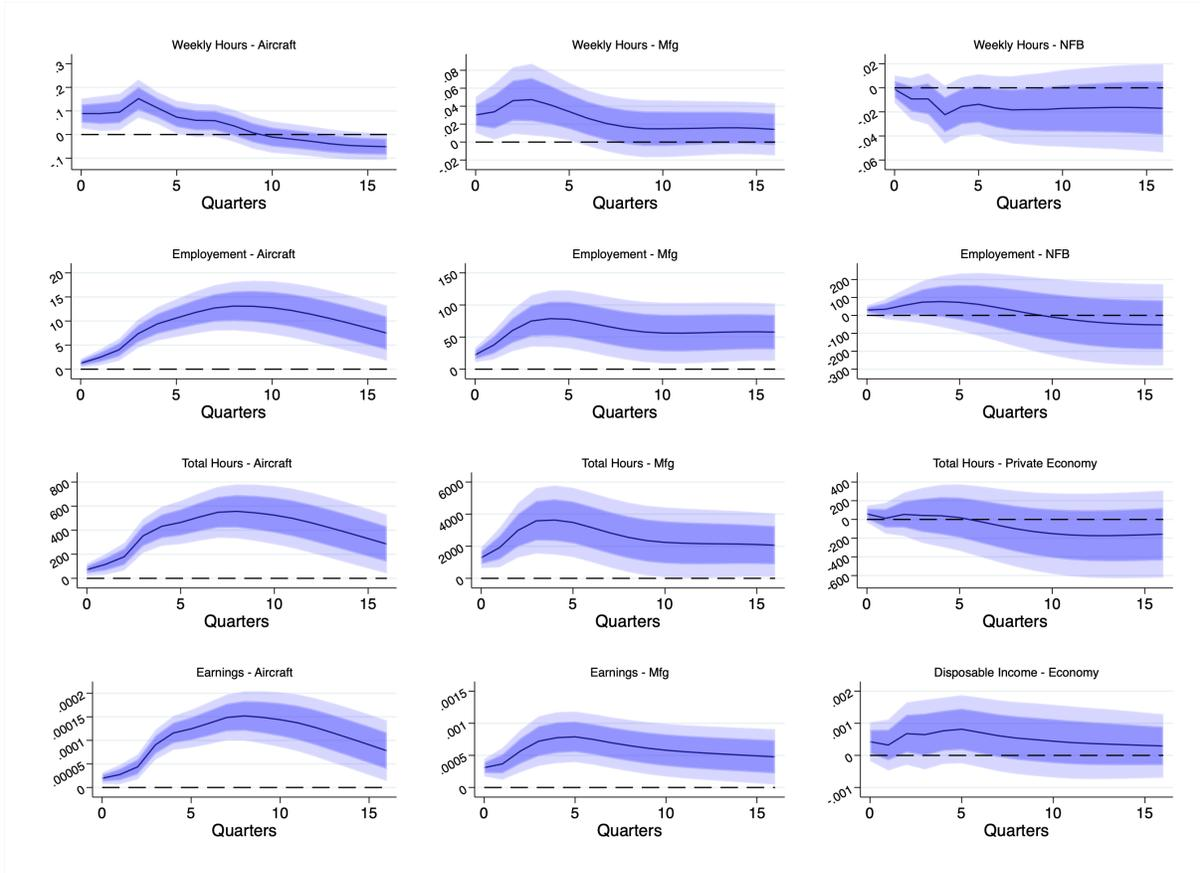 Weekly Hours - Aircraft
.3
.2
.1
0
-.1
0 5 10 15
Quarters
Weekly Hours - Mfg
.08
.06
.04
.02
0
-.02
0 5 10 15
Quarters
Weekly Hours - NFB
.02
0
-.02
-.04
-.06
0 5 10 15
Quarters
Employement - Aircraft
20
15
10
5
0
0 5 10 15
Quarters
Employement - Mfg
150
100
50
0
0 5 10 15
Quarters
Employement - NFB
200
100
0
-100
-200
-300
0 5 10 15
Quarters
Total Hours - Aircraft
800
600
400
200
0
0 5 10 15
Quarters
Total Hours - Mfg
6000
4000
2000
0
0 5 10 15
Quarters
Total Hours - Private Economy
400
200
0
-200
-400
-600
0 5 10 15
Quarters
Earnings - Aircraft
.0002
.00015
.0001
.00005
0
0 5 10 15
Quarters
Earnings - Mfg
.0015
.001
.0005
0
0 5 10 15
Quarters
Disposable Income - Economy
.002
.001
0
-.001
0 5 10 15
Quarters